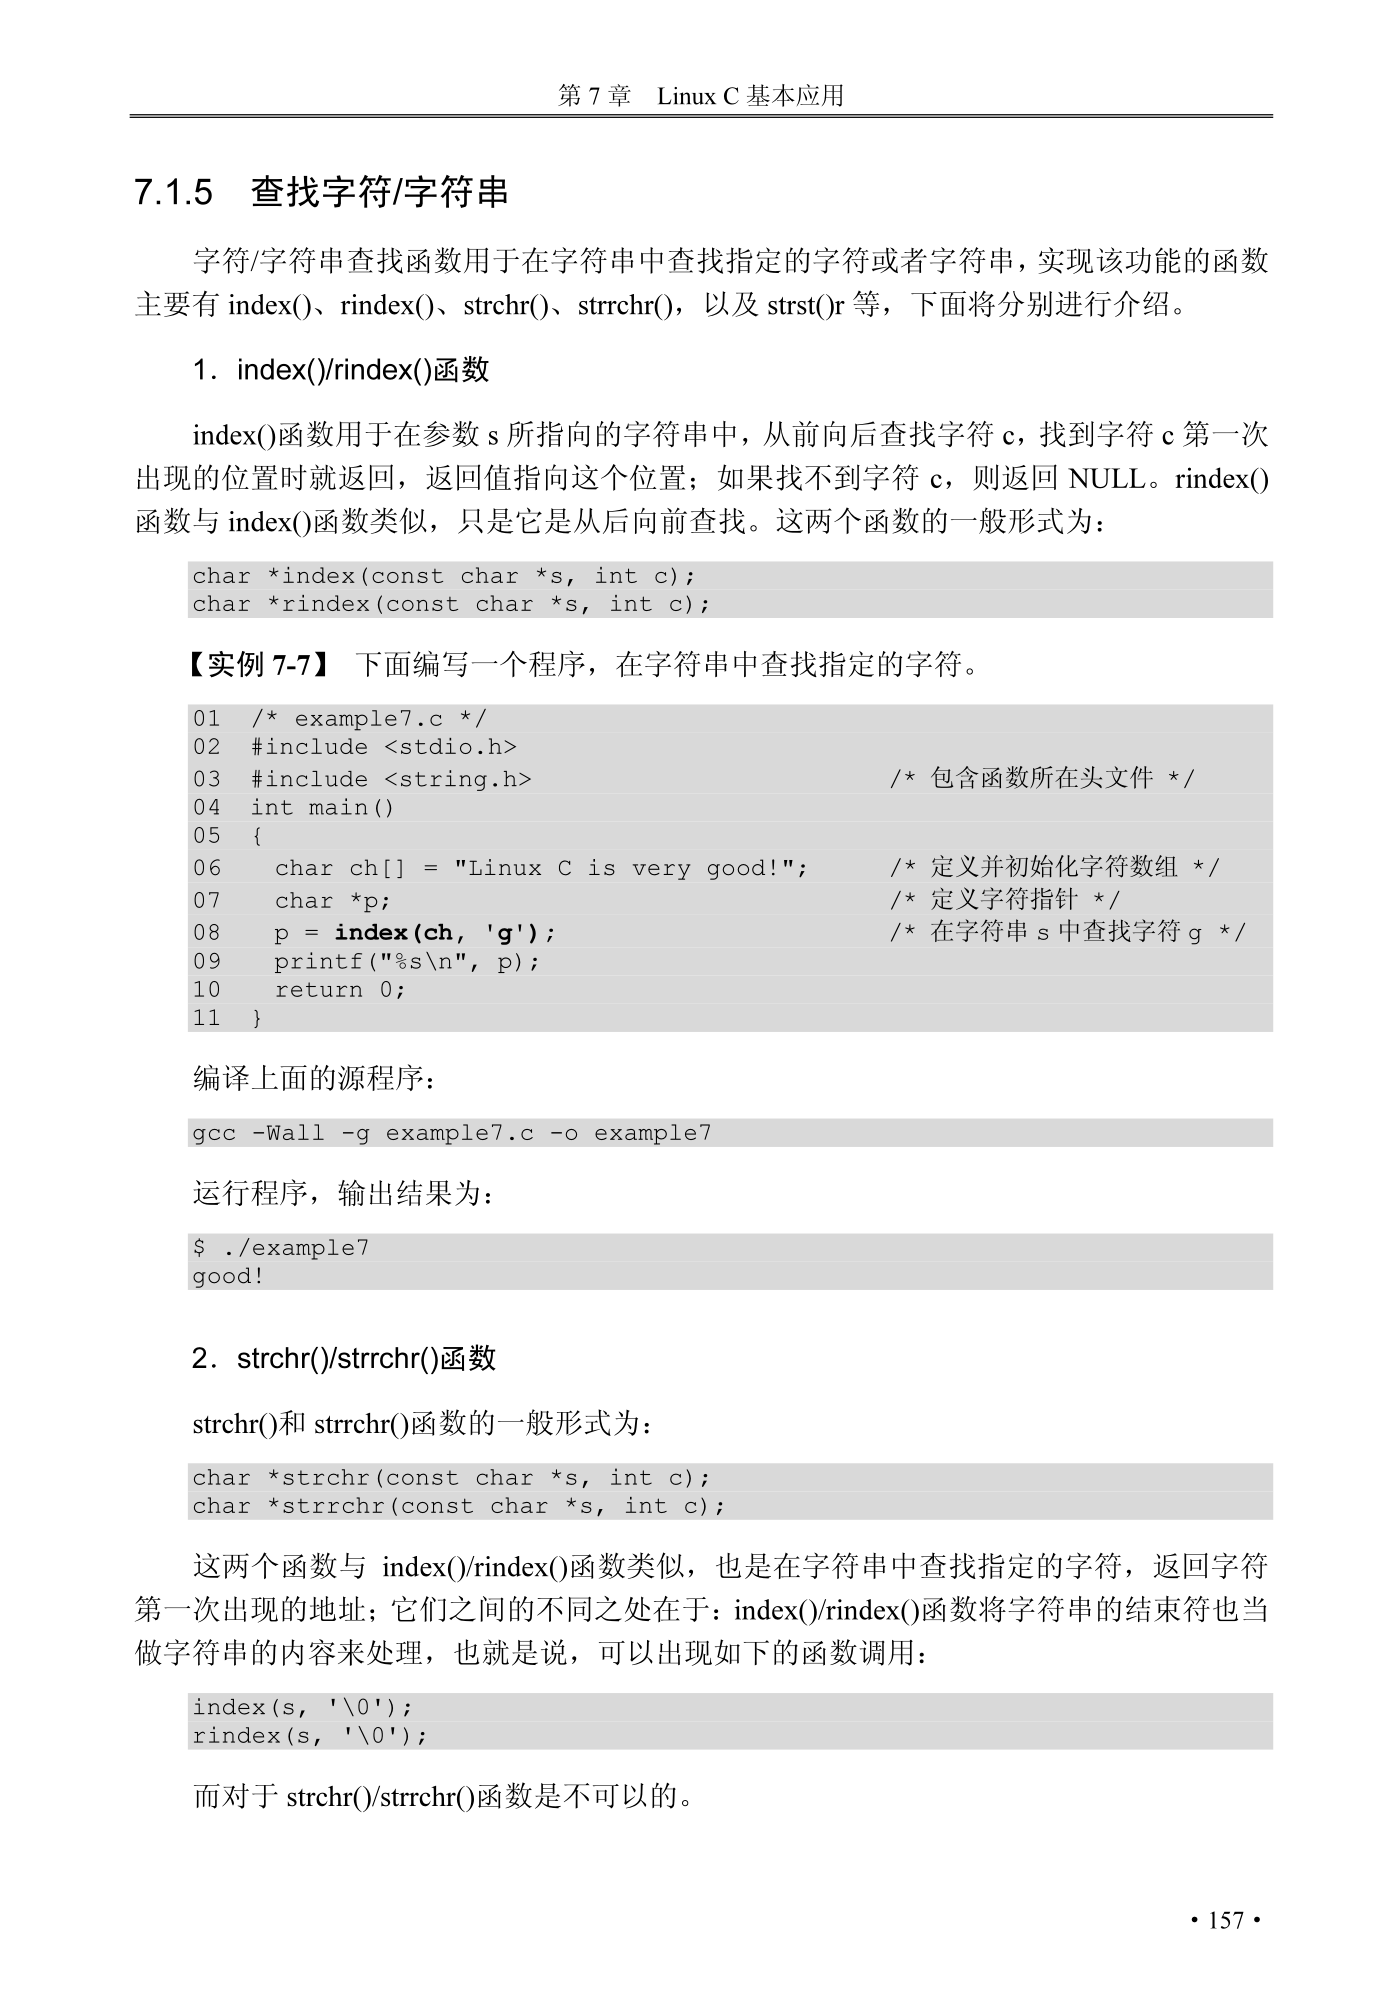 第 7 章 Linux C 基本应用
7.1.5 查找字符/字符串
字符/字符串查找函数用于在字符串中查找指定的字符或者字符串，实现该功能的函数
主要有 index()、rindex()、strchr()、strrchr()，以及 strst()r 等，下面将分别进行介绍。
1．index()/rindex()函数
index()函数用于在参数 s 所指向的字符串中，从前向后查找字符 c，找到字符 c 第一次
出现的位置时就返回，返回值指向这个位置；如果找不到字符 c，则返回 NULL。rindex()
函数与 index()函数类似，只是它是从后向前查找。这两个函数的一般形式为：
char *index(const char *s, int c);
char *rindex(const char *s, int c);
【实例 7-7】 下面编写一个程序，在字符串中查找指定的字符。
01 /* example7.c */
02 #include <stdio.h>
03 #include <string.h> /* 包含函数所在头文件 */
04 int main()
05 {
06 char ch[] = "Linux C is very good!"; /* 定义并初始化字符数组 */
07 char *p; /* 定义字符指针 */
08 p = index(ch, 'g'); /* 在字符串 s 中查找字符 g */
09 printf("%s\n", p);
10 return 0;
11 }
编译上面的源程序：
gcc -Wall -g example7.c -o example7
运行程序，输出结果为：
$ ./example7
good!
2．strchr()/strrchr()函数
strchr()和 strrchr()函数的一般形式为：
char *strchr(const char *s, int c);
char *strrchr(const char *s, int c);
这两个函数与 index()/rindex()函数类似，也是在字符串中查找指定的字符，返回字符
第一次出现的地址；它们之间的不同之处在于：index()/rindex()函数将字符串的结束符也当
做字符串的内容来处理，也就是说，可以出现如下的函数调用：
index(s, '\0');
rindex(s, '\0');
而对于 strchr()/strrchr()函数是不可以的。
• 157 •